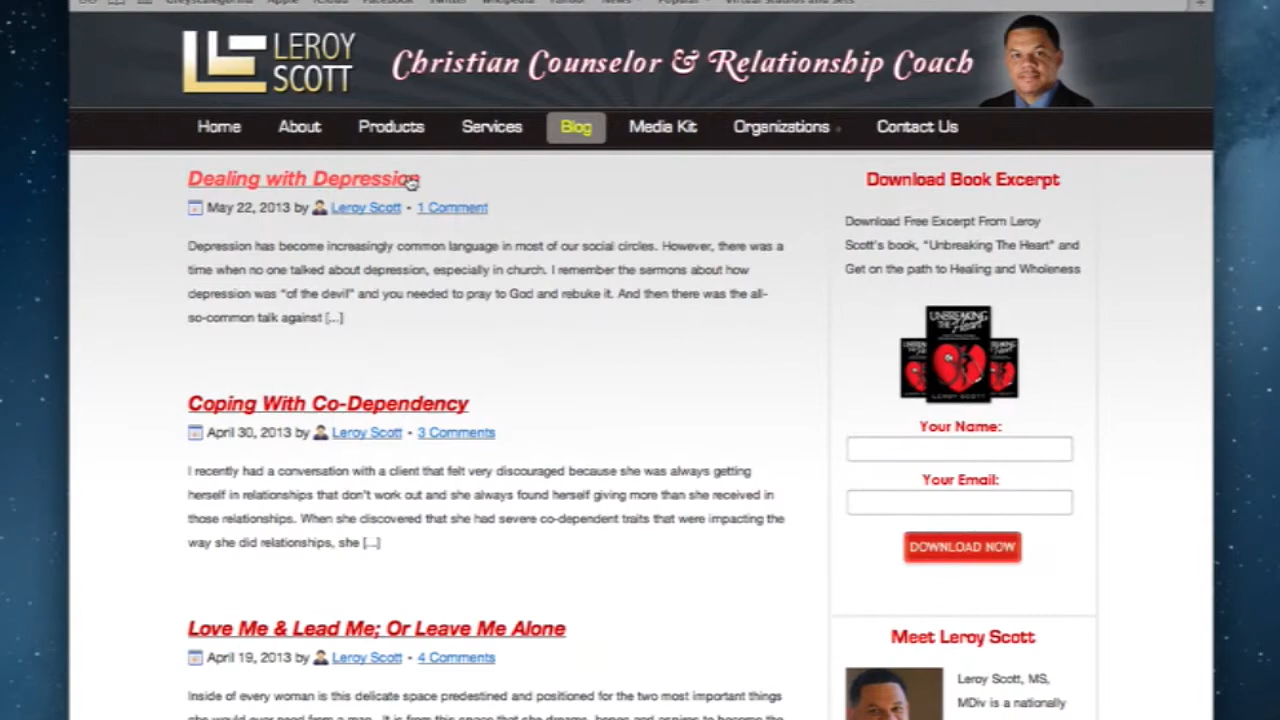 LEROY
SCOTT
Christian Counselor & Relationship Coach
Home About Products Services Blog Media Kit Organizations Contact Us
Dealing with Depression
May 22, 2013 by Leroy Scott • 1 Comment
Depression has become increasingly common language in most of our social circles. However, there was a
time when no one talked about depression, especially in church. I remember the sermons about how
depression was “of the devil” and you needed to pray to God and rebuke it. And then there was the all-
so-common talk against [...]
Coping With Co-Dependency
April 30, 2013 by Leroy Scott • 3 Comments
I recently had a conversation with a client that felt very discouraged because she was always getting
herself in relationships that don't work out and she always found herself giving more than she received in
those relationships. When she discovered that she had severe co-dependent traits that were impacting the
way she did relationships, she [...]
Love Me & Lead Me; Or Leave Me Alone
April 19, 2013 by Leroy Scott • 4 Comments
Inside of every woman is this delicate space predestined and positioned for the two most important things
Download Book Excerpt
Download Free Excerpt From Leroy
Scott's book, “Unbreaking The Heart” and
Get on the path to Healing and Wholeness
UNBREAKING
THE Heart
LEROY SCOTT
Your Name:
Your Email:
DOWNLOAD NOW
Meet Leroy Scott
Leroy Scott, MS,
MDiv is a nationally